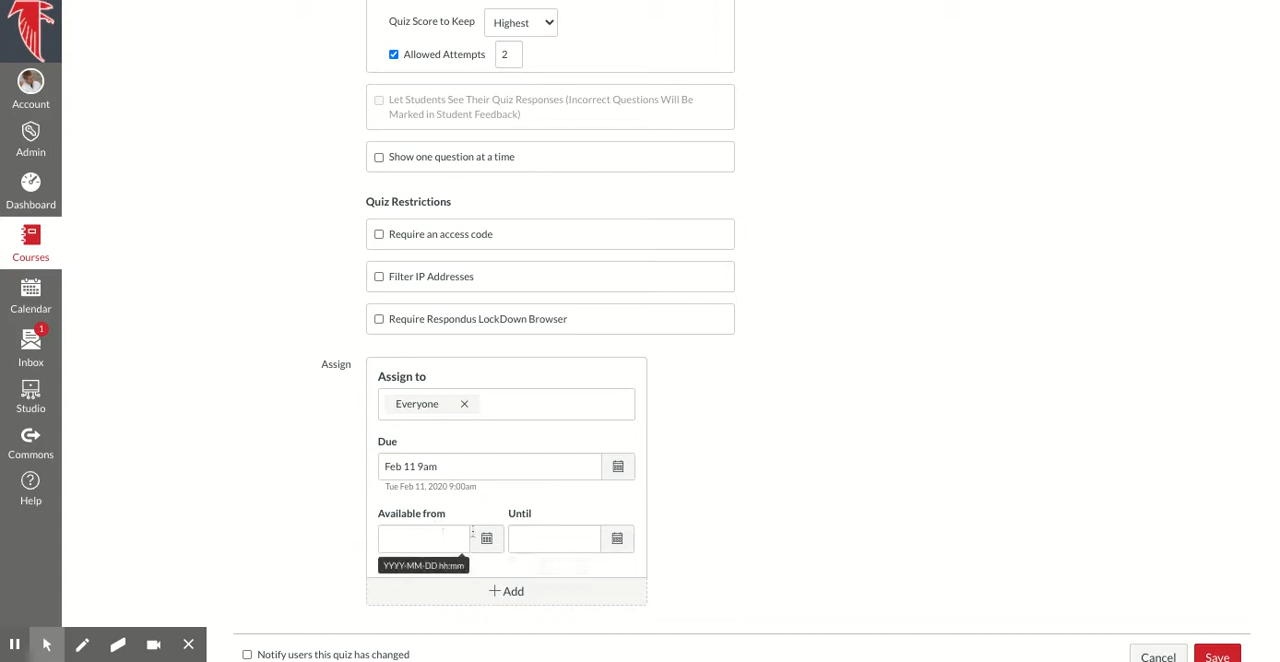 Quiz Score to Keep Highest
Allowed Attempts 2
Let Students See Their Quiz Responses (Incorrect Questions Will Be
Marked in Student Feedback)
Show one question at a time
Quiz Restrictions
Require an access code
Filter IP Addresses
Require Respondus LockDown Browser
Assign
Assign to
Everyone
Due
Feb 11 9am
Tue Feb 11, 2020 9:00am
Available from Until
YYYY-MM-DD hh:mm
Add
Notify users this quiz has changed
Cancel Save
Account
Admin
Dashboard
Courses
Calendar
1
Inbox
Studio
Commons
Help